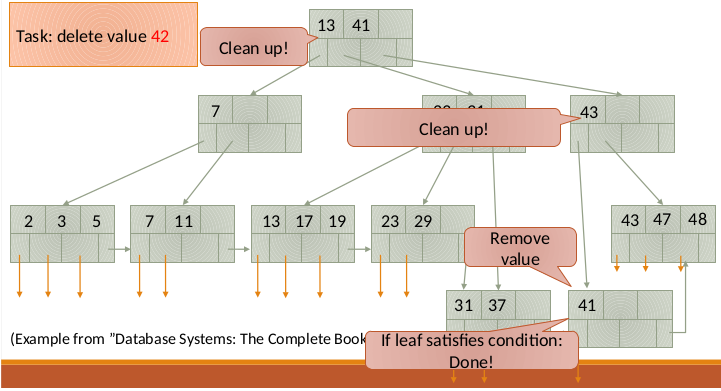 Task: delete value 42
Clean up!
13 41
7
Clean up!
43
2 3 5
7 11
13 17 19
23 29
43 47 48
Remove
value
31 37
41
(Example from ”Database Systems: The Complete Book
If leaf satisfies condition:
Done!